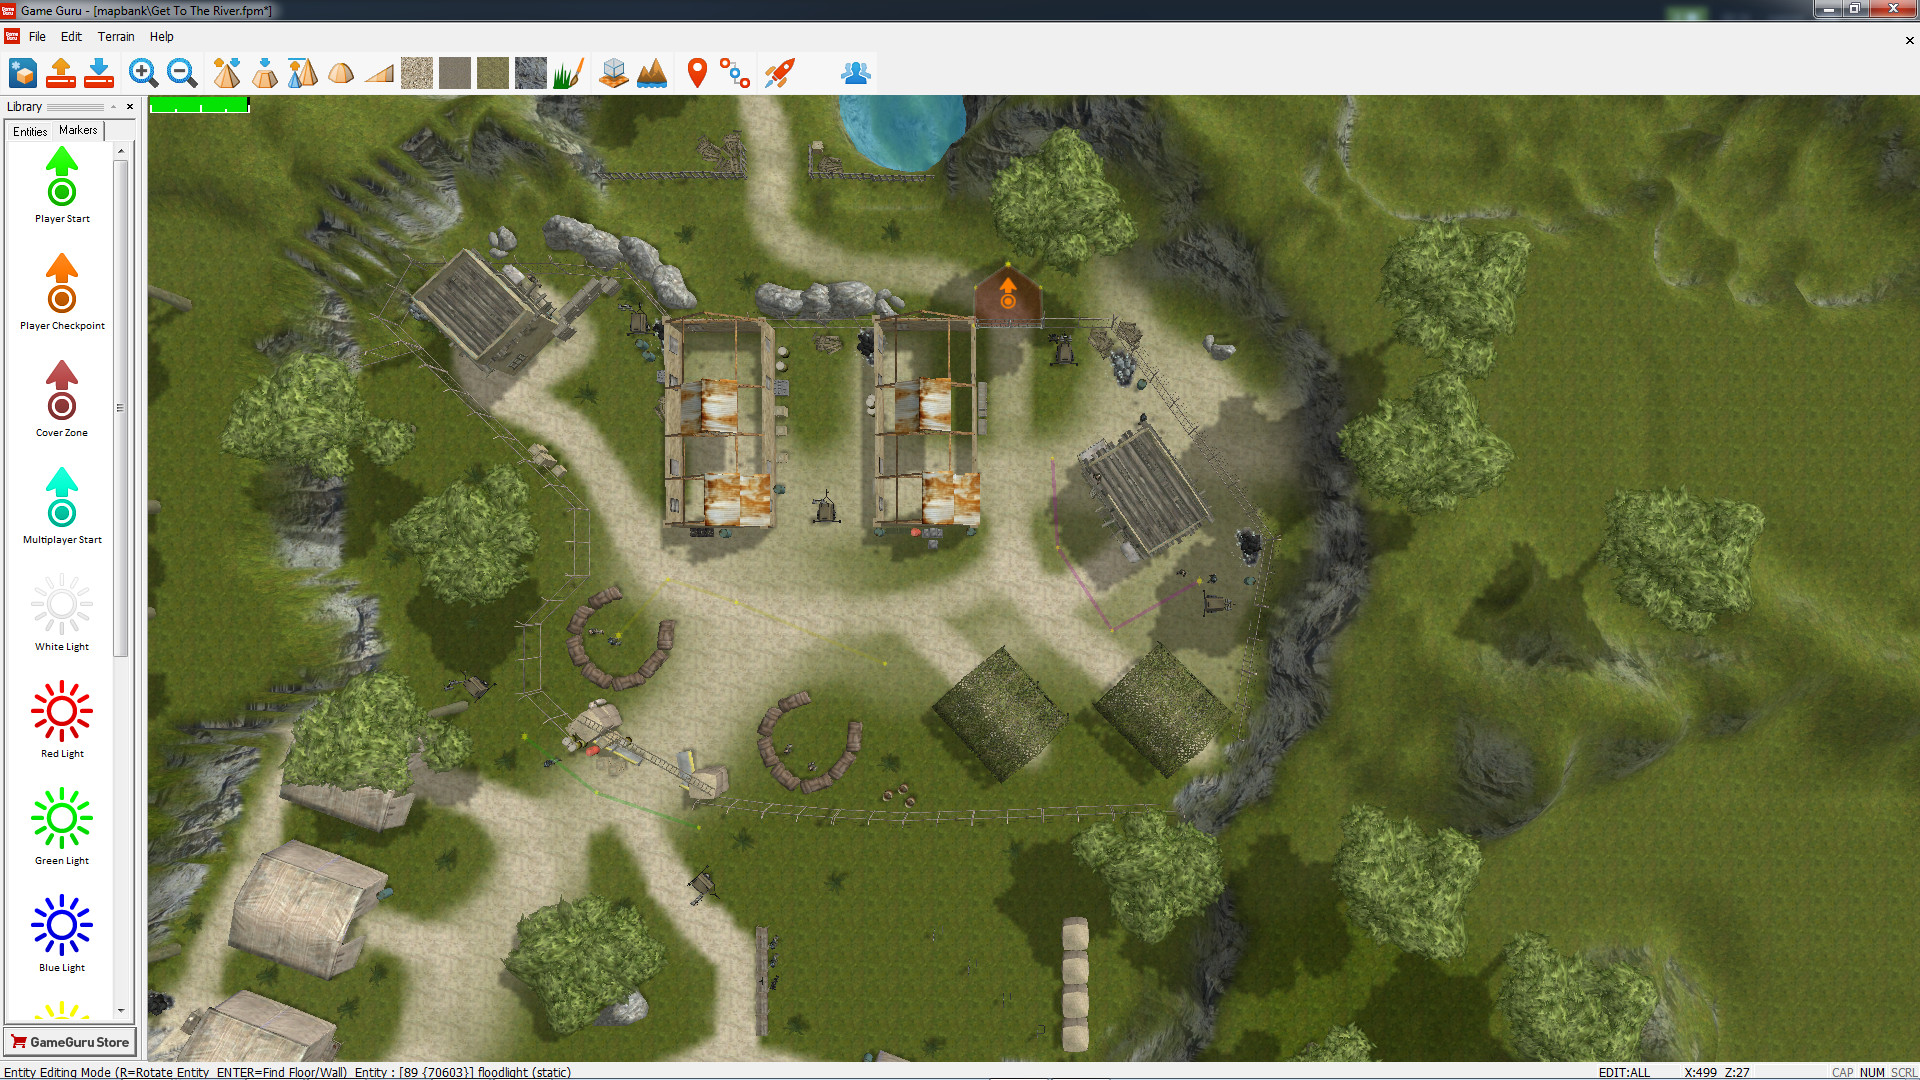 Game Guru - [mapbank\Get To The River.fpm*]
File Edit Terrain Help
Library
Entities Markers
Player Start
Player Checkpoint
Cover Zone
Multiplayer Start
White Light
Red Light
Green Light
Blue Light
GameGuru Store
Entity Editing Mode (R=Rotate Entity ENTER=Find Floor/Wall) Entity : [89 {70603}] floodlight (static) EDIT:ALL X:499 Z:27 CAP NUM SCRL